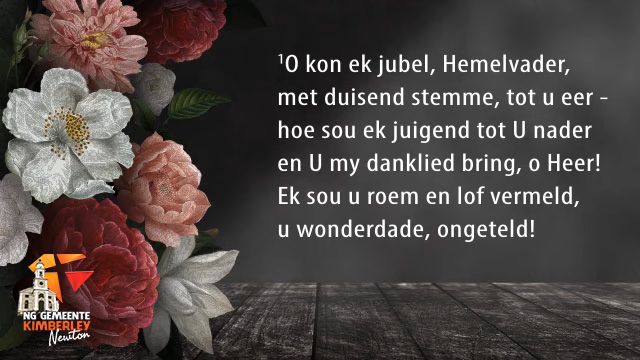 ¹O kon ek jubel, Hemelvader,
met duisend stemme, tot u eer -
hoe sou ek juigend tot U nader
en U my danklied bring, o Heer!
Ek sou u roem en lof vermeld,
u wonderdade, ongeteld!
NG GEMEENTE
KIMBERLEY
Newton